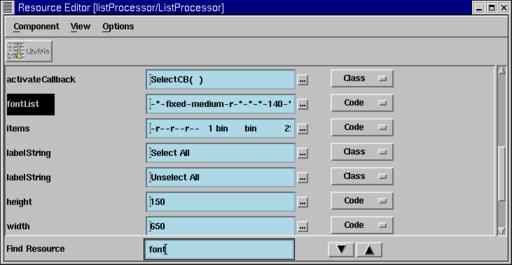 Resource Editor [listProcessor/ListProcessor]
Component View Options
Update
activateCallback SelectCB( ) ... Class
fontList -*-fixed-medium-r-*-*-*-140-* ... Code
items -r--r--r-- 1 bin bin 2 ... Code
labelString Select All ... Class
labelString Unselect All ... Class
height 150 ... Code
width 650 ... Code
Find Resource font